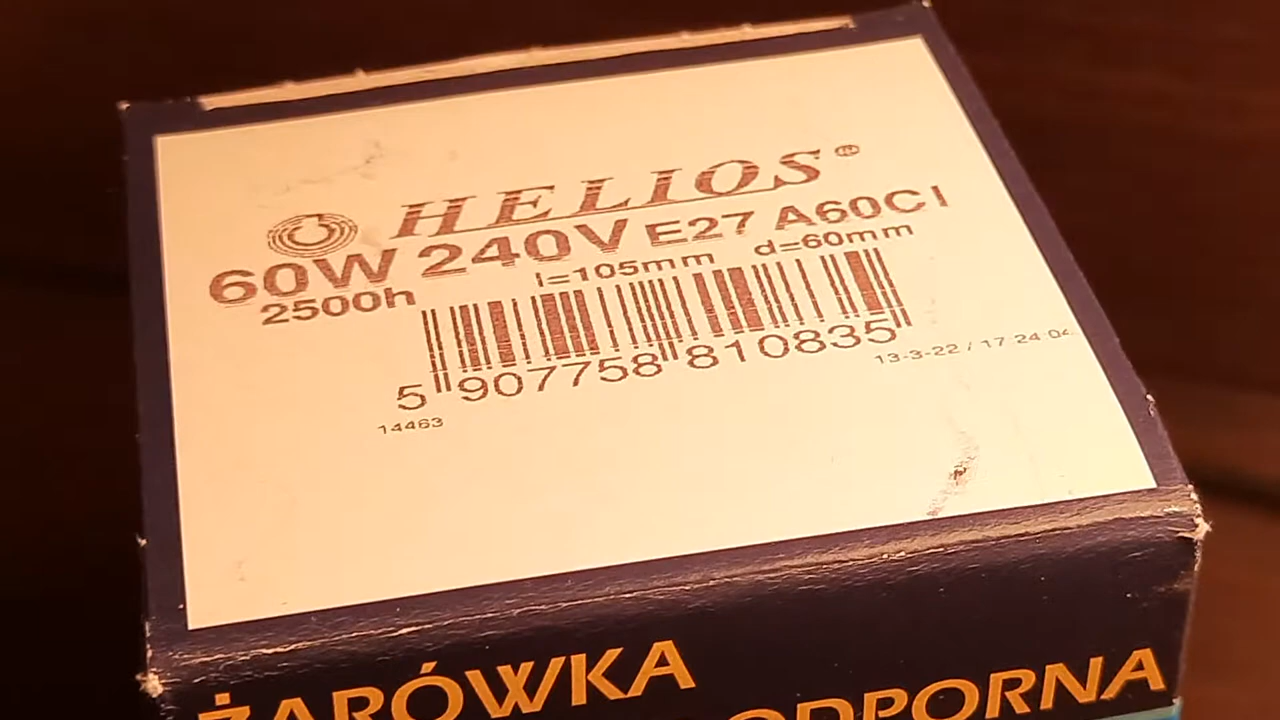 HELIOS®
60W 240V E27 A60Cl
2500h l=105mm d=60mm
5 907758 810835
14463 13-3-22 / 17 24 04
ŻARÓWKA
ODPORNA